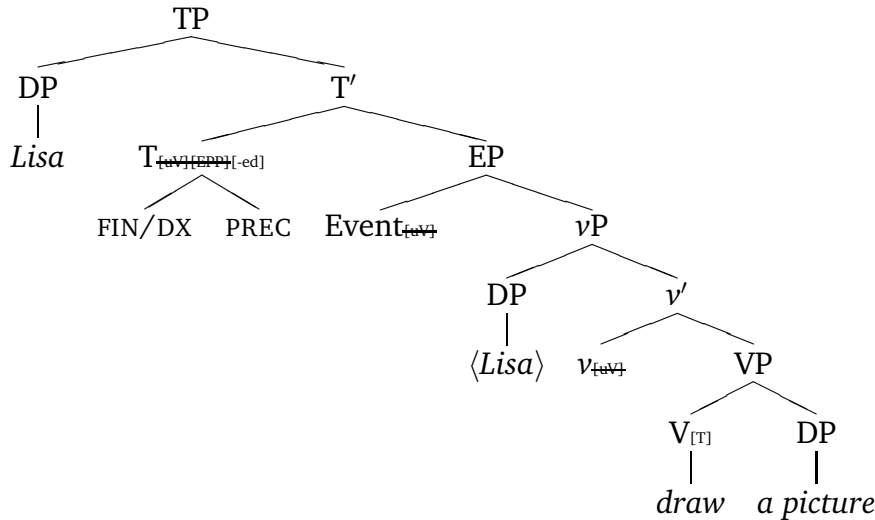 TP
DP T′
Lisa T[uV][EPP][-ed] EP
FIN/DX PREC Event[uV] vP
DP v′
⟨Lisa⟩ v[uV] VP
V[T] DP
draw a picture